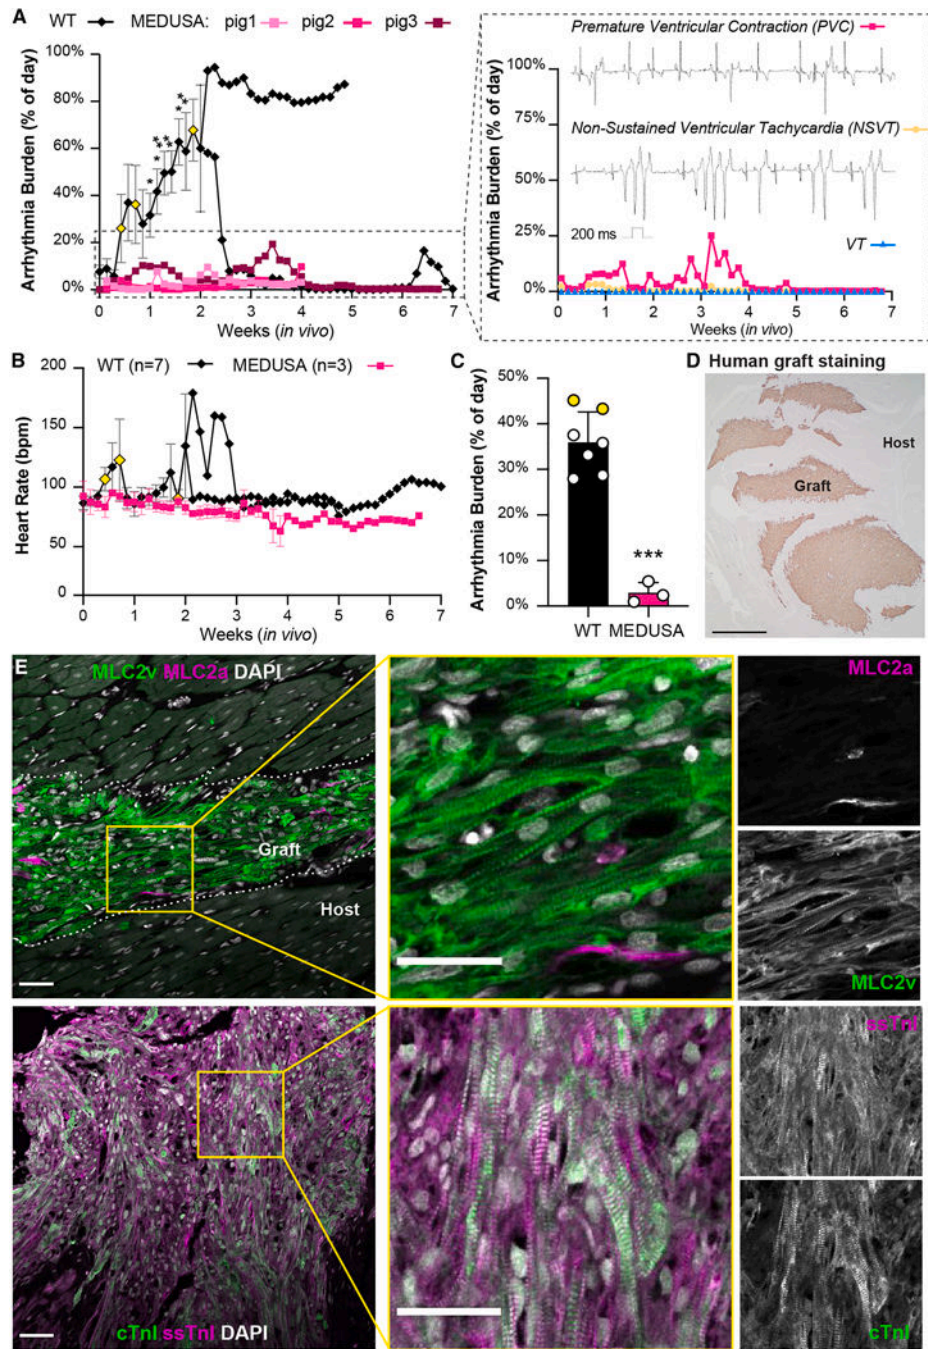 A
WT MEDUSA: pig1 pig2 pig3
Arrhythmia Burden (% of day)
100%
80%
60%
40%
20%
0%
0 1 2 3 4 5 6 7
Weeks (in vivo)
* ** ** ** ** ** *
Arrhythmia Burden (% of day)
100%
50%
0%
Premature Ventricular Contraction (PVC)
Non-Sustained Ventricular Tachycardia (NSVT)
200 ms
VT
0 1 2 3 4 5 6 7
Weeks (in vivo)
B
WT (n=7) MEDUSA (n=3)
Heart Rate (bpm)
200
150
100
50
0
0 1 2 3 4 5 6 7
Weeks (in vivo)
C
Arrhythmia Burden (% of day)
50%
40%
30%
20%
10%
0%
***
WT MEDUSA
D Human graft staining
Host
Graft
E
MLC2v MLC2a DAPI
Graft
Host
MLC2a
MLC2v
cTnI ssTnI DAPI
ssTnI
cTnI